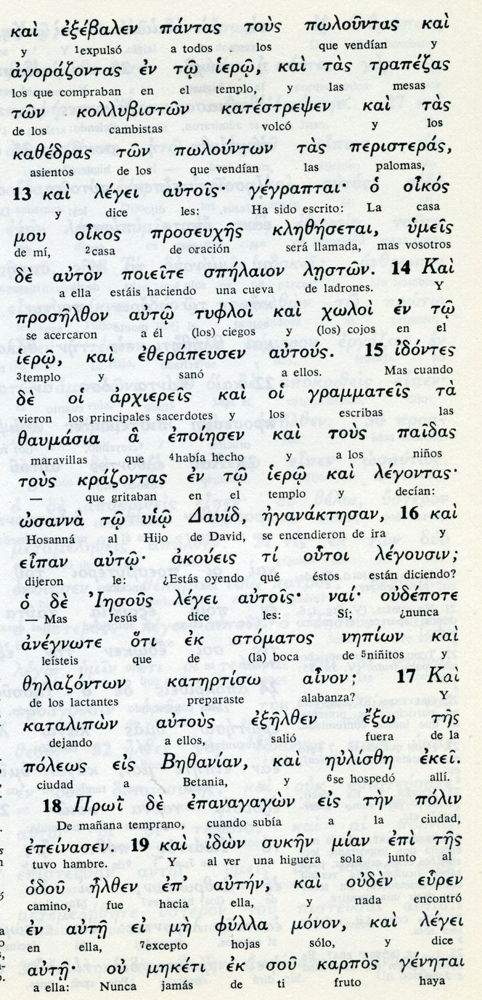 καὶ ἐξέβαλεν πάντας τοὺς πωλοῦντας καὶ
y ¹expulsó a todos los que vendían y
ἀγοράζοντας ἐν τῷ ἱερῷ, καὶ τὰς τραπέζας
los que compraban en el templo, y las mesas
τῶν κολλυβιστῶν κατέστρεψεν καὶ τὰς
de los cambistas volcó y los
καθέδρας τῶν πωλούντων τὰς περιστεράς,
asientos de los que vendían las palomas,
13 καὶ λέγει αὐτοῖς· γέγραπται· ὁ οἶκός
y dice les: Ha sido escrito: La casa
μου οἶκος προσευχῆς κληθήσεται, ὑμεῖς
de mí, ²casa de oración será llamada, mas vosotros
δὲ αὐτὸν ποιεῖτε σπήλαιον λῃστῶν. 14 Καὶ
a ella estáis haciendo una cueva de ladrones. Y
προσῆλθον αὐτῷ τυφλοὶ καὶ χωλοὶ ἐν τῷ
se acercaron a él (los) ciegos y (los) cojos en el
ἱερῷ, καὶ ἐθεράπευσεν αὐτούς. 15 ἰδόντες
³templo y sanó a ellos. Mas cuando
δὲ οἱ ἀρχιερεῖς καὶ οἱ γραμματεῖς τὰ
vieron los principales sacerdotes y los escribas las
θαυμάσια ἃ ἐποίησεν καὶ τοὺς παῖδας
maravillas que ⁴había hecho y a los niños
τοὺς κράζοντας ἐν τῷ ἱερῷ καὶ λέγοντας·
— que gritaban en el templo y decían:
ὡσαννὰ τῷ υἱῷ Δαυίδ, ἠγανάκτησαν, 16 καὶ
Hosanná al Hijo de David, se encendieron de ira y
εἶπαν αὐτῷ· ἀκούεις τί οὗτοι λέγουσιν;
dijeron le: ¿Estás oyendo qué éstos están diciendo?
ὁ δὲ Ἰησοῦς λέγει αὐτοῖς· ναί· οὐδέποτε
— Mas Jesús dice les: Sí; ¿nunca
ἀνέγνωτε ὅτι ἐκ στόματος νηπίων καὶ
leísteis que de (la) boca de ⁵niñitos y
θηλαζόντων κατηρτίσω αἶνον; 17 Καὶ
de los lactantes preparaste alabanza? Y
καταλιπὼν αὐτοὺς ἐξῆλθεν ἔξω τῆς
dejando a ellos, salió fuera de la
πόλεως εἰς Βηθανίαν, καὶ ηὐλίσθη ἐκεῖ.
ciudad a Betania, y ⁶se hospedó allí.
18 Πρωῒ δὲ ἐπαναγαγὼν εἰς τὴν πόλιν
De mañana temprano, cuando subía a la ciudad,
ἐπείνασεν. 19 καὶ ἰδὼν συκῆν μίαν ἐπὶ τῆς
tuvo hambre. Y al ver una higuera sola junto al
ὁδοῦ ἦλθεν ἐπ' αὐτήν, καὶ οὐδὲν εὗρεν
camino, fue hacia ella, y nada encontró
ἐν αὐτῇ εἰ μὴ φύλλα μόνον, καὶ λέγει
en ella, ⁷excepto hojas sólo, y dice
αὐτῇ· οὐ μηκέτι ἐκ σοῦ καρπὸς γένηται
a ella: Nunca jamás de ti fruto haya